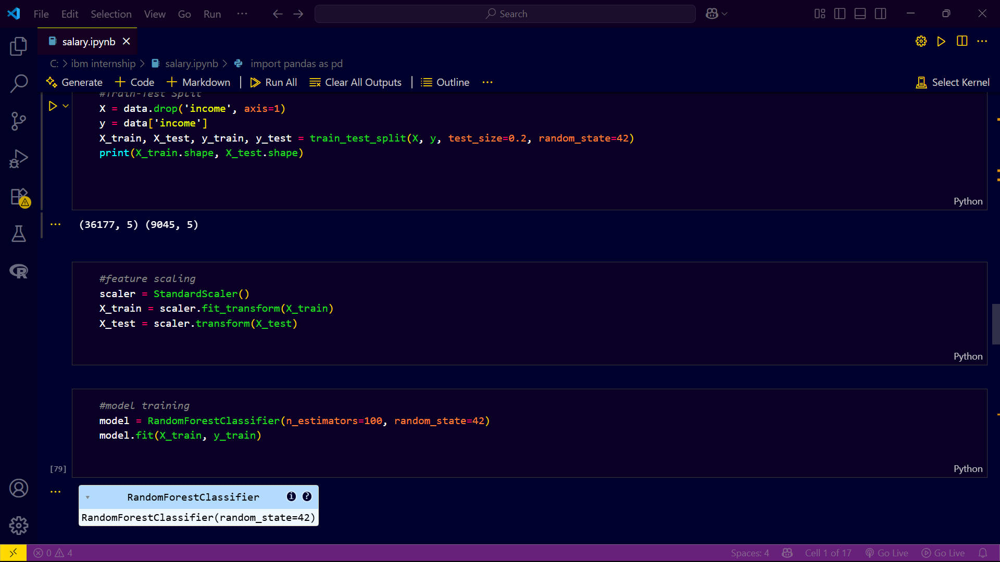 File Edit Selection View Go Run ··· Search
salary.ipynb
C: > ibm internship > salary.ipynb > import pandas as pd
Generate + Code + Markdown | Run All Clear All Outputs | Outline ··· Select Kernel
#Train-Test Split
X = data.drop('income', axis=1)
y = data['income']
X_train, X_test, y_train, y_test = train_test_split(X, y, test_size=0.2, random_state=42)
print(X_train.shape, X_test.shape)
Python
··· (36177, 5) (9045, 5)
#feature scaling
scaler = StandardScaler()
X_train = scaler.fit_transform(X_train)
X_test = scaler.transform(X_test)
Python
#model training
model = RandomForestClassifier(n_estimators=100, random_state=42)
model.fit(X_train, y_train)
[79] Python
··· RandomForestClassifier i ?
RandomForestClassifier(random_state=42)
0 4 Spaces: 4 Cell 1 of 17 Go Live Go Live